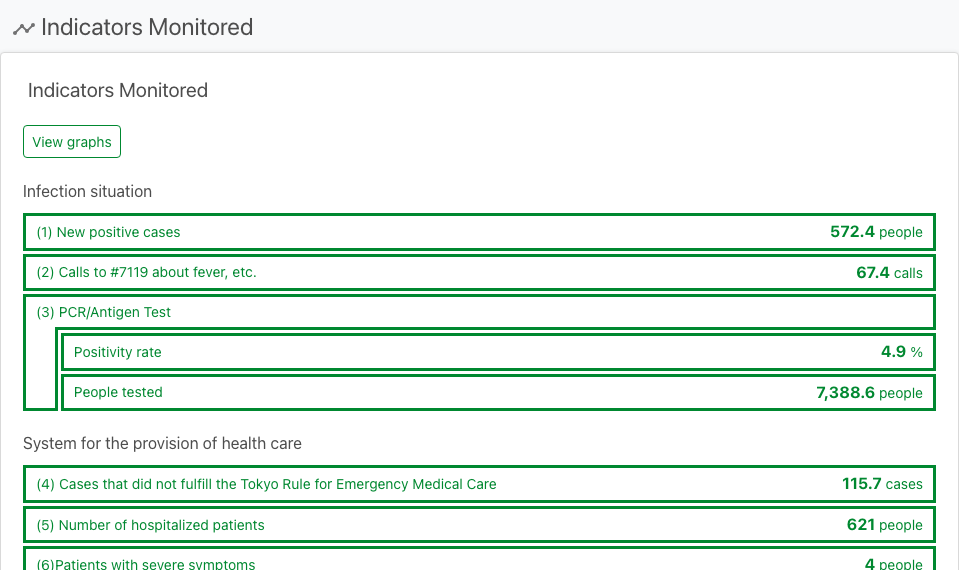 Indicators Monitored
Indicators Monitored
View graphs
Infection situation
(1) New positive cases 572.4 people
(2) Calls to #7119 about fever, etc. 67.4 calls
(3) PCR/Antigen Test
Positivity rate 4.9 %
People tested 7,388.6 people
System for the provision of health care
(4) Cases that did not fulfill the Tokyo Rule for Emergency Medical Care 115.7 cases
(5) Number of hospitalized patients 621 people
(6)Patients with severe symptoms 4 people